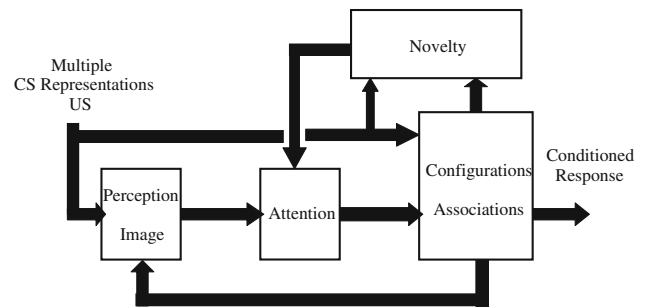 Novelty
Multiple
CS Representations
US
Perception
Image
Attention
Configurations
Associations
Conditioned
Response